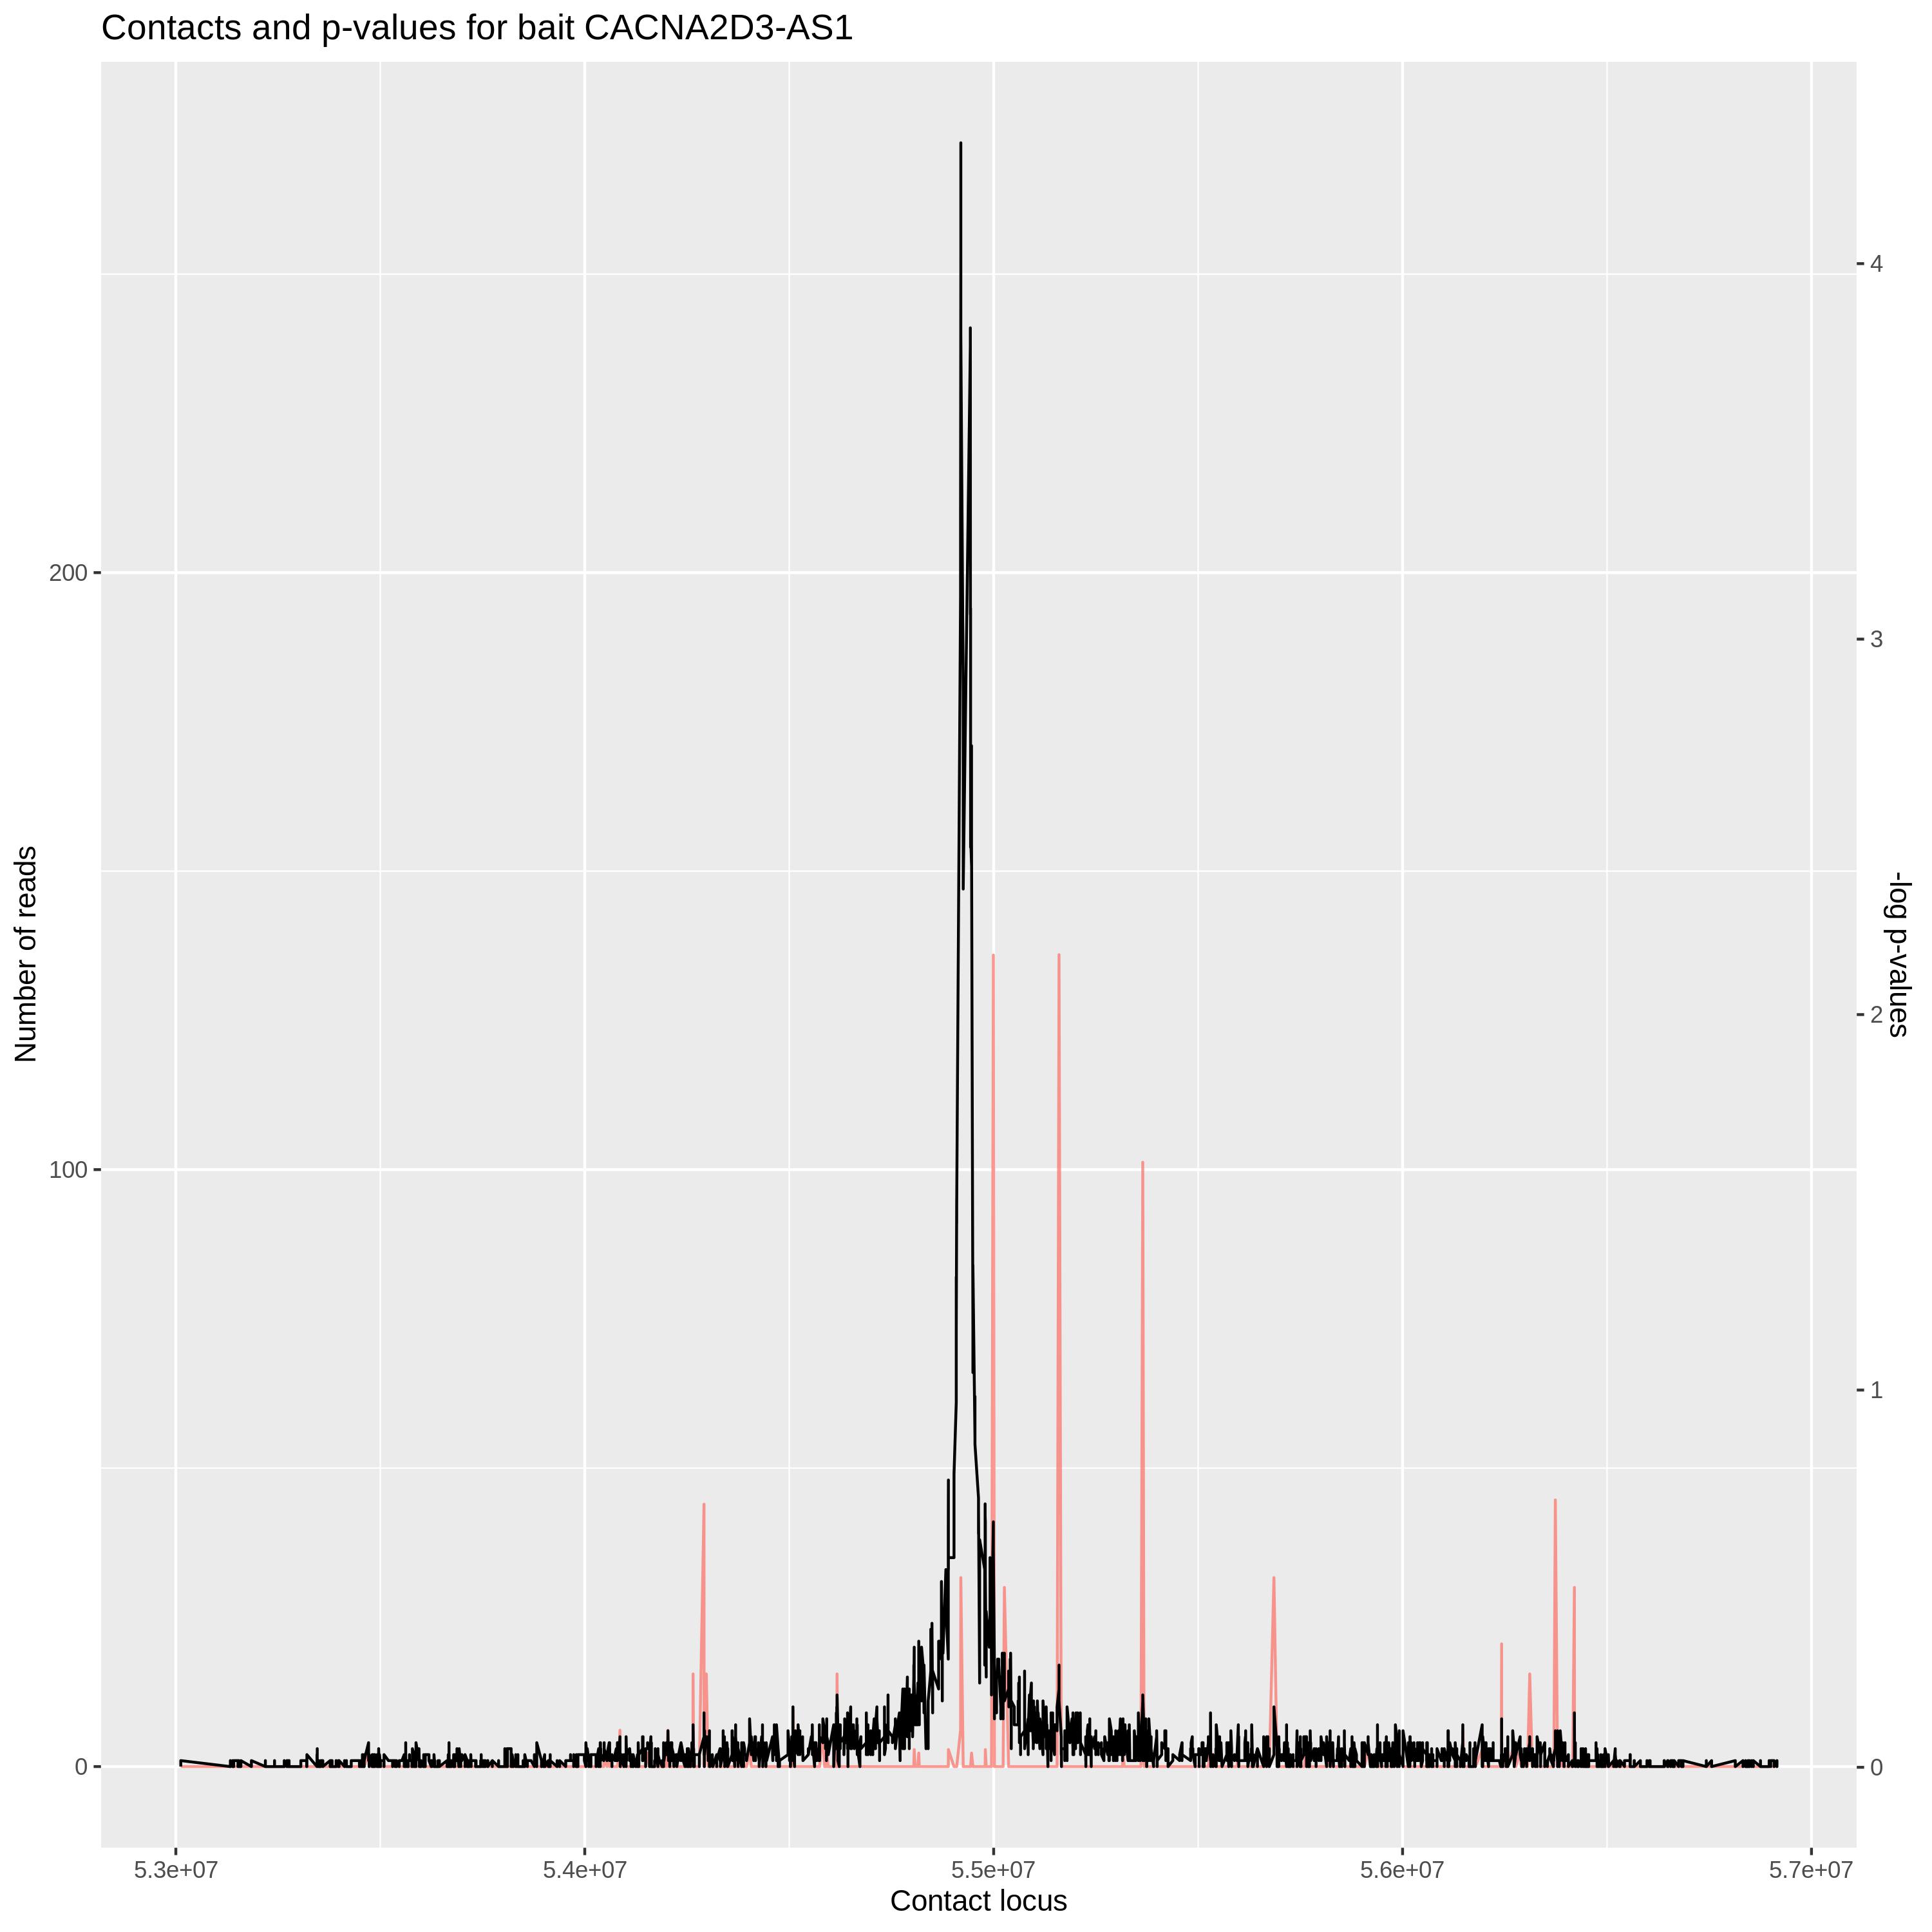 Contacts and p-values for bait CACNA2D3-AS1
Number of reads
200
100
0
4
3
2
1
0
-log p-values
5.3e+07 5.4e+07 5.5e+07 5.6e+07 5.7e+07
Contact locus